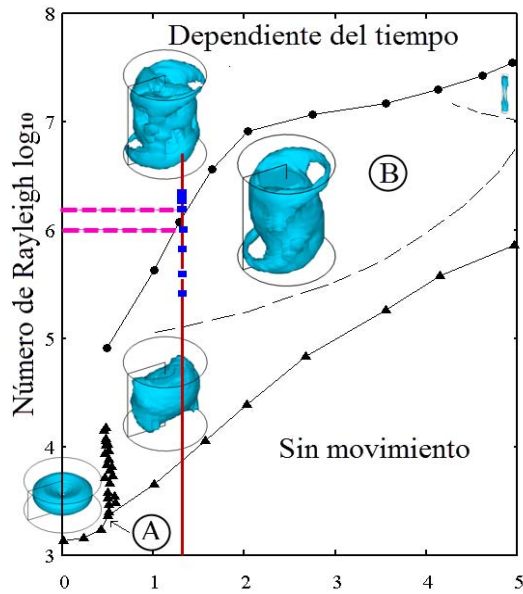 8
Dependiente del tiempo
7
B
6
Número de Rayleigh log10
5
Sin movimiento
4
A
3
0 1 2 3 4 5